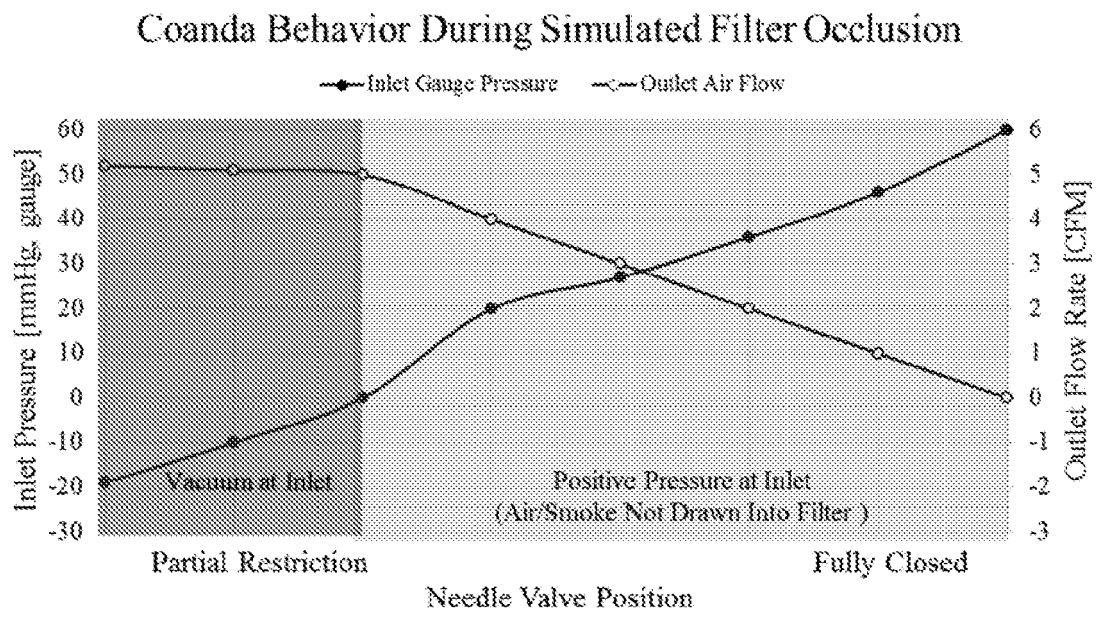 Coanda Behavior During Simulated Filter Occlusion
Inlet Gauge Pressure
Outlet Air Flow
Inlet Pressure [mmHg, gauge]
60
50
40
30
20
10
0
-10
-20
-30
6
5
4
3
2
1
0
-1
-2
-3
Outlet Flow Rate [CFM]
Vacuum at Inlet
Positive Pressure at Inlet
(Air/Smoke Not Drawn Into Filter )
Partial Restriction
Fully Closed
Needle Valve Position